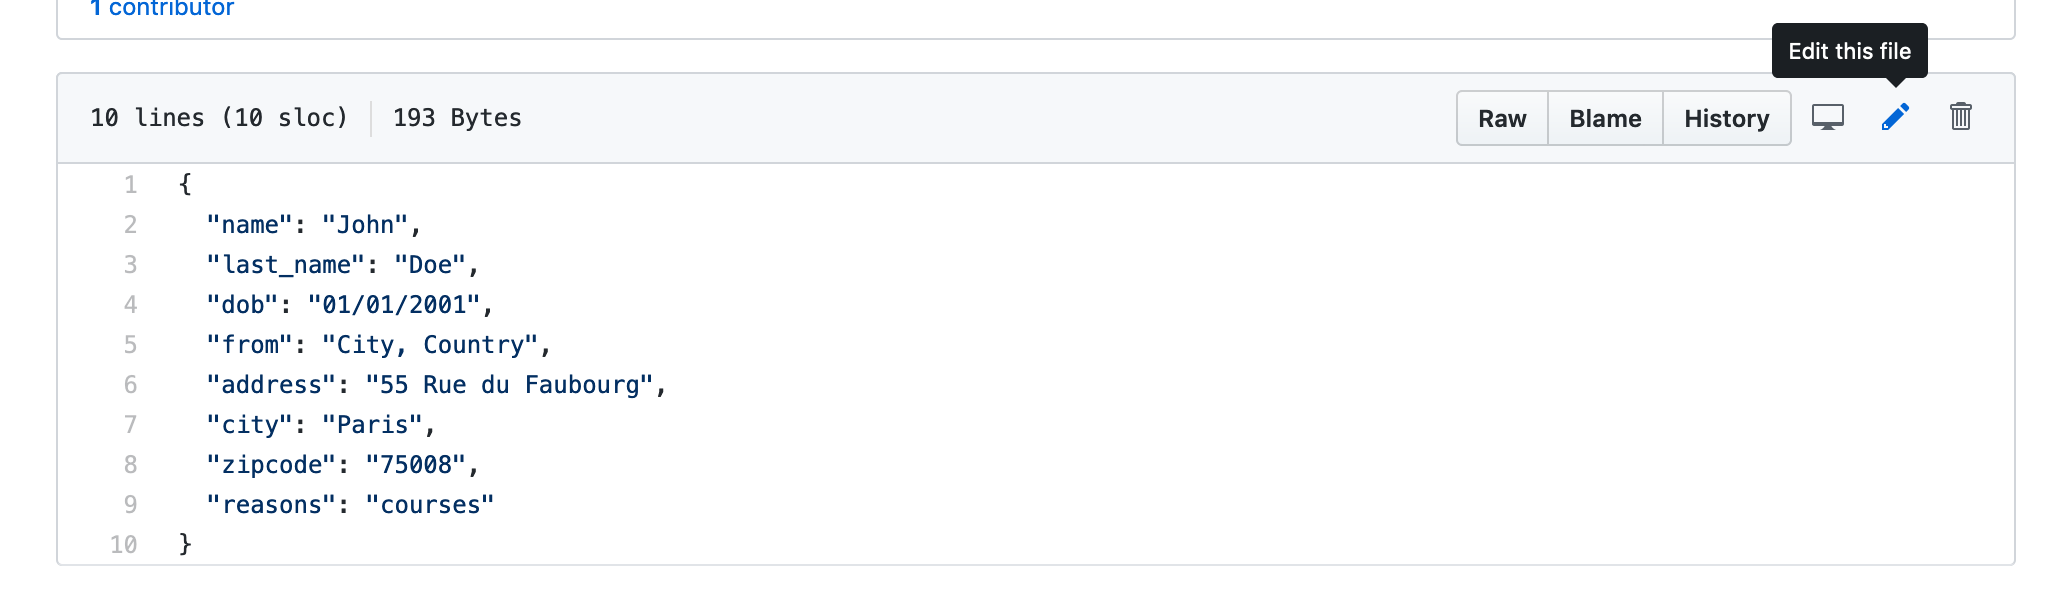 1 contributor
Edit this file
10 lines (10 sloc) 193 Bytes Raw Blame History
1 {
2 "name": "John",
3 "last_name": "Doe",
4 "dob": "01/01/2001",
5 "from": "City, Country",
6 "address": "55 Rue du Faubourg",
7 "city": "Paris",
8 "zipcode": "75008",
9 "reasons": "courses"
10 }